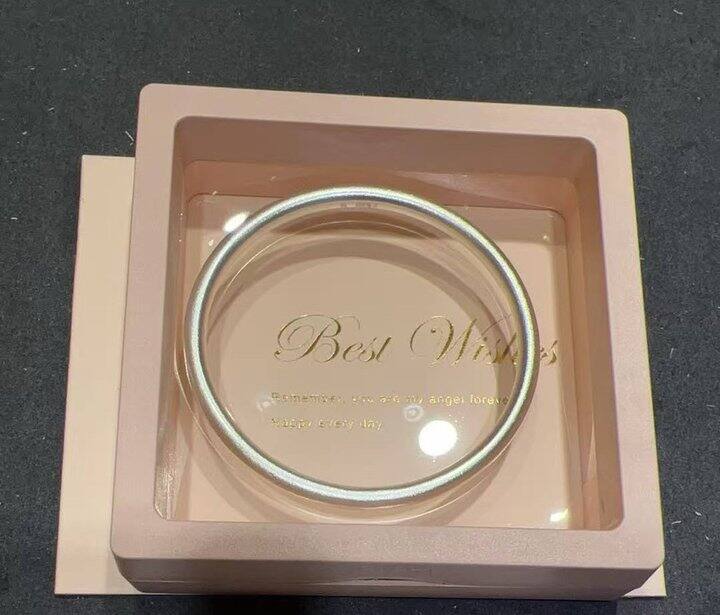 Best Wishes
Remember, you are my angel forever
Happy every day